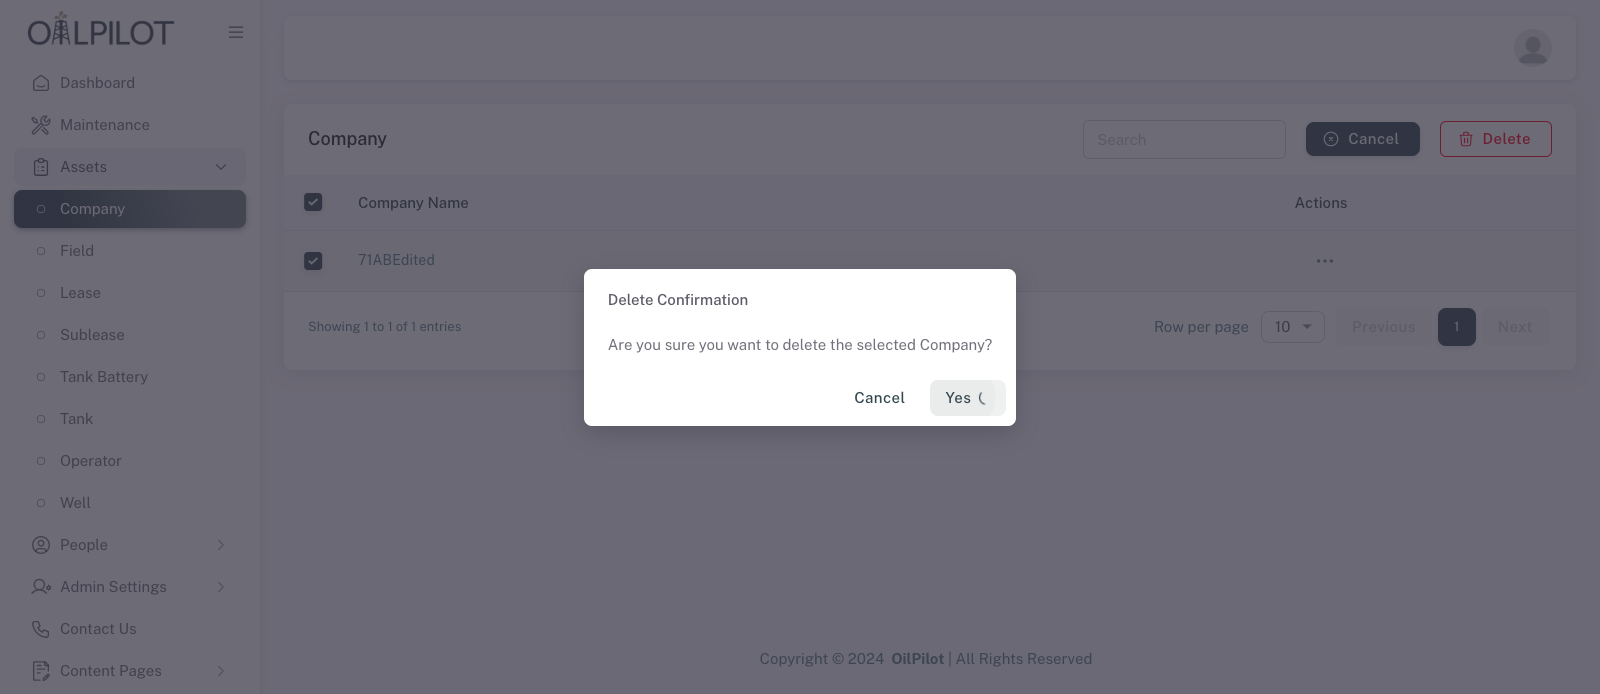 OILPILOT
Dashboard
Maintenance
Assets
Company
Field
Lease
Sublease
Tank Battery
Tank
Operator
Well
People
Admin Settings
Contact Us
Content Pages
Company
Search
Cancel
Delete
Company Name
Actions
71ABEdited
Showing 1 to 1 of 1 entries
Row per page
10
Previous
1
Next
Delete Confirmation
Are you sure you want to delete the selected Company?
Cancel
Yes
Copyright © 2024 OilPilot | All Rights Reserved